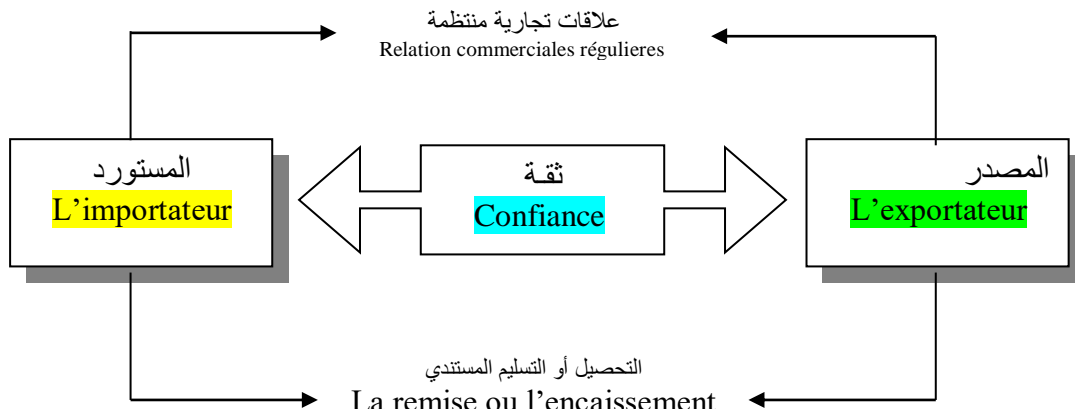 علاقات تجارية منتظمة
Relation commerciales régulieres
المستورد
L’importateur
ثقـة
Confiance
المصدر
L’exportateur
التحصيل أو التسليم المستندي
La remise ou l’encaissement